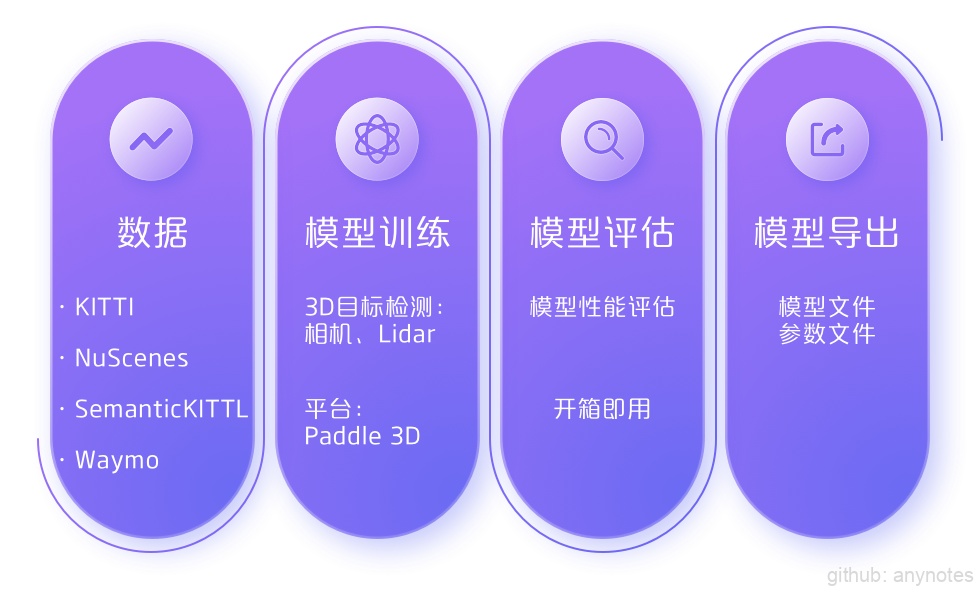 数据
· KITTI
· NuScenes
· SemanticKITTL
· Waymo
模型训练
3D目标检测：
相机、Lidar
平台：
Paddle 3D
模型评估
模型性能评估
开箱即用
模型导出
模型文件
参数文件
github: anynotes